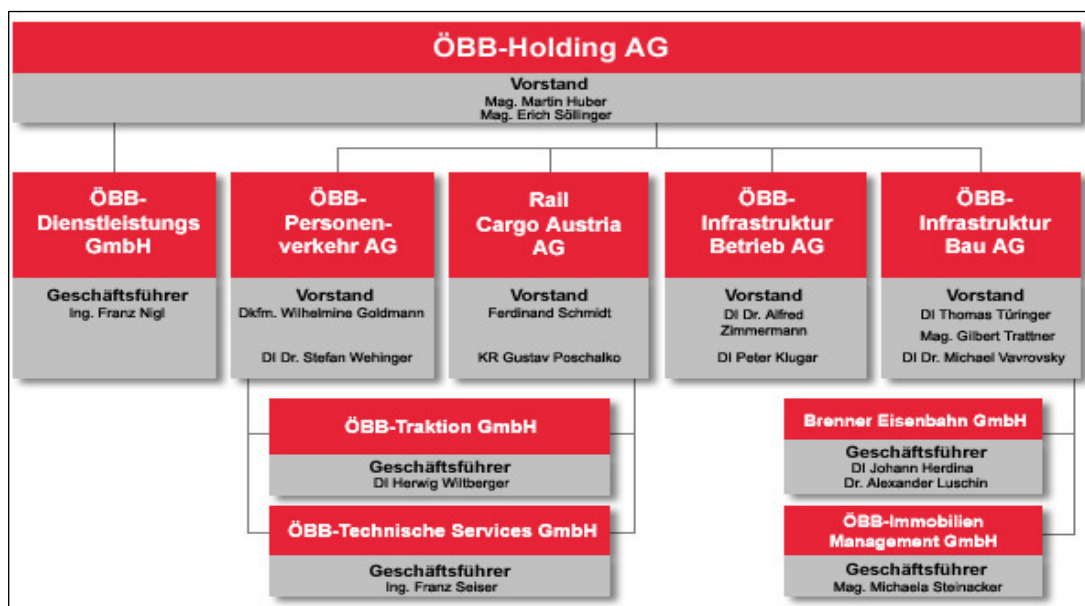 ÖBB-Holding AG
Vorstand
Mag. Martin Huber
Mag. Erich Söllinger
ÖBB-
Dienstleistungs
GmbH
Geschäftsführer
Ing. Franz Nigl
ÖBB-
Personen-
verkehr AG
Vorstand
Dkfm. Wilhelmine Goldmann
DI Dr. Stefan Wehinger
Rail
Cargo Austria
AG
Vorstand
Ferdinand Schmidt
KR Gustav Poschalko
ÖBB-
Infrastruktur
Betrieb AG
Vorstand
DI Dr. Alfred
Zimmermann
DI Peter Klugar
ÖBB-
Infrastruktur
Bau AG
Vorstand
DI Thomas Türinger
Mag. Gilbert Trattner
DI Dr. Michael Vavrovsky
ÖBB-Traktion GmbH
Geschäftsführer
DI Herwig Wiltberger
ÖBB-Technische Services GmbH
Geschäftsführer
Ing. Franz Seiser
Brenner Eisenbahn GmbH
Geschäftsführer
DI Johann Herdina
Dr. Alexander Luschin
ÖBB-Immobilien
Management GmbH
Geschäftsführer
Mag. Michaela Steinacker